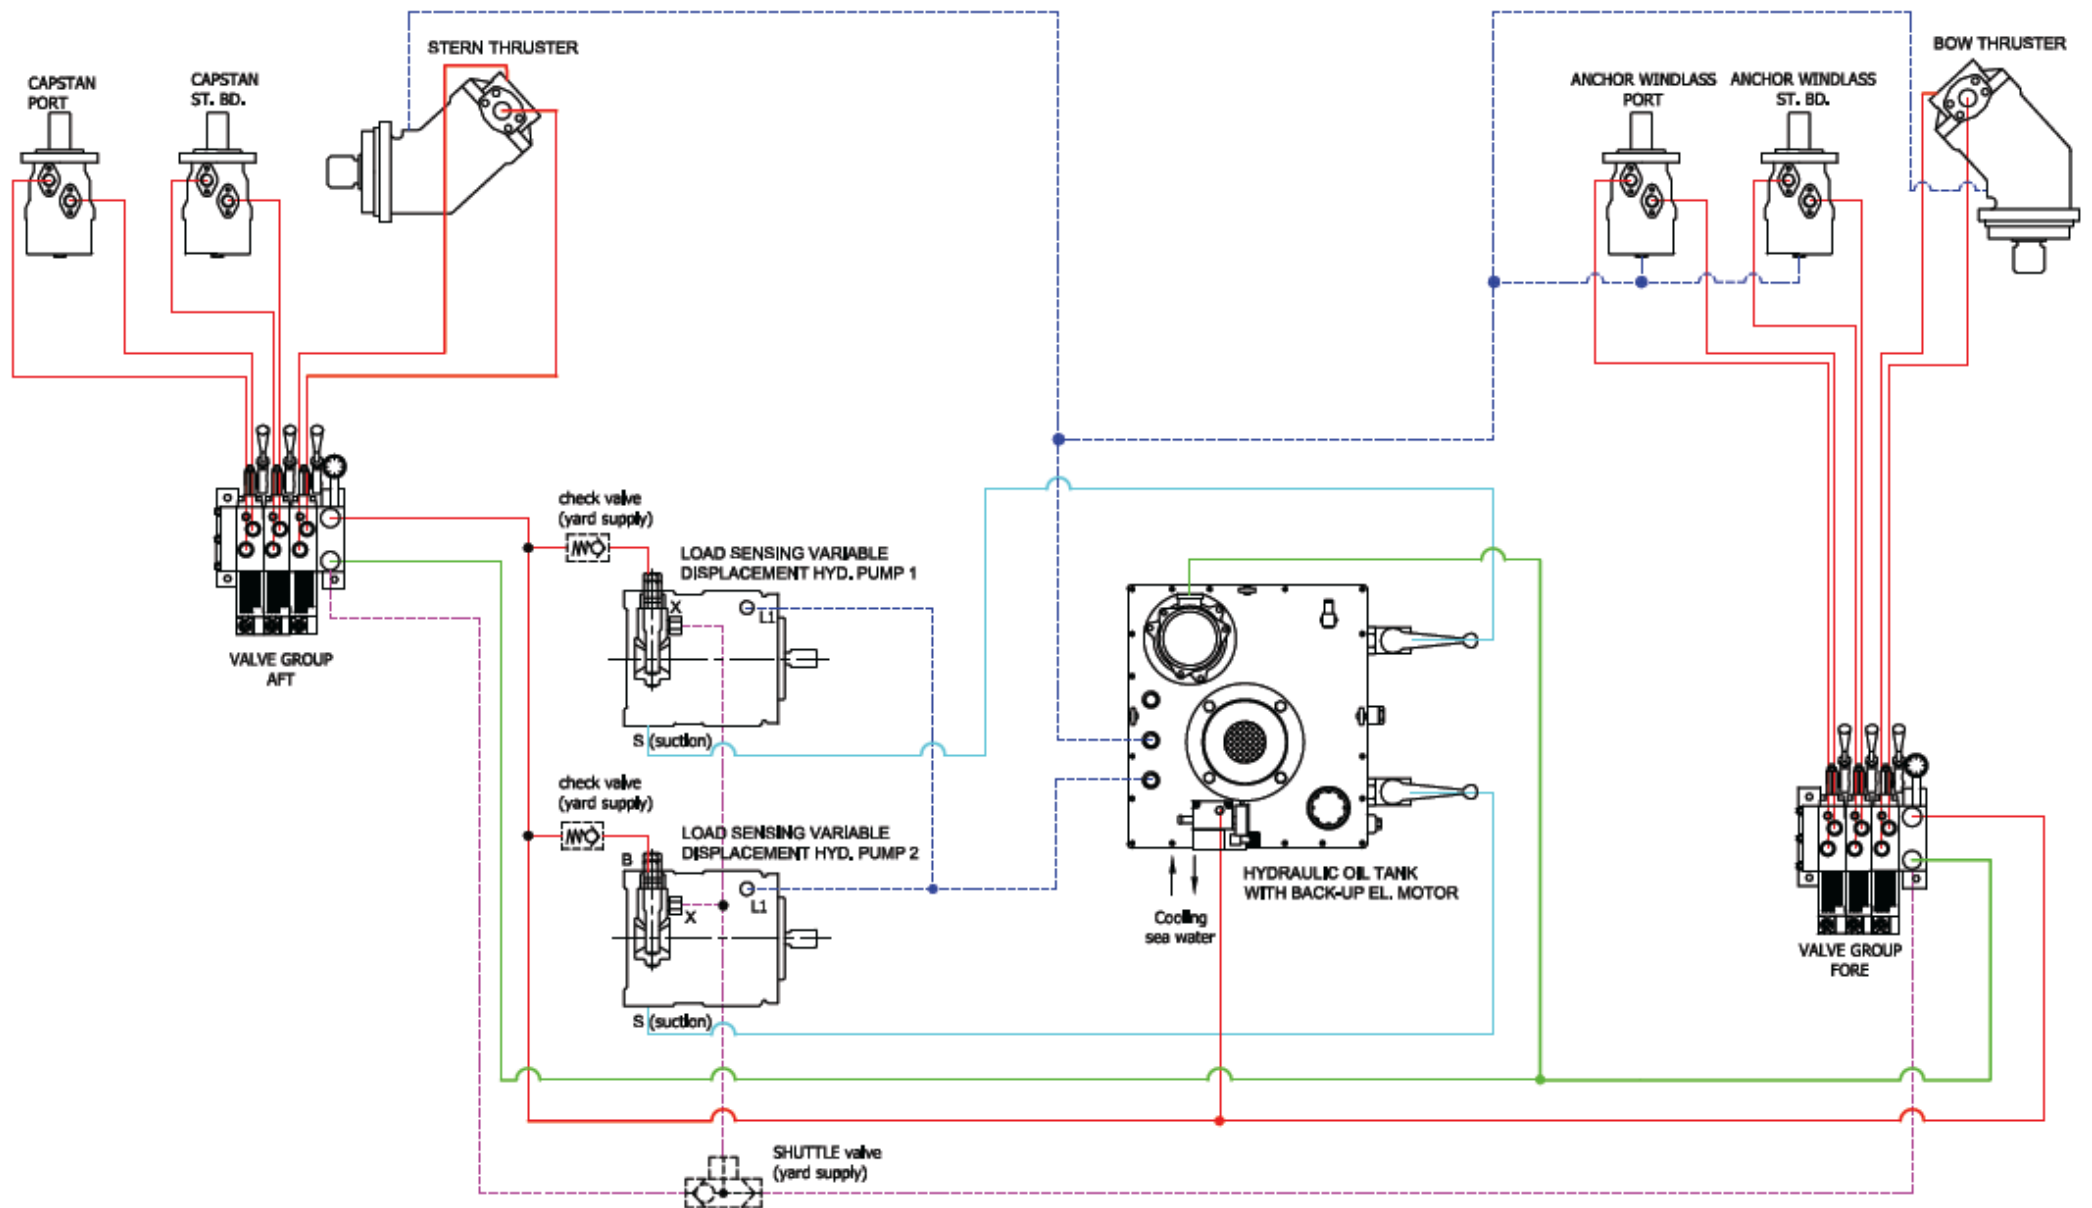 STERN THRUSTER
BOW THRUSTER
CAPSTAN
PORT
CAPSTAN
ST. BD.
ANCHOR WINDLASS
PORT
ANCHOR WINDLASS
ST. BD.
check valve
(yard supply)
LOAD SENSING VARIABLE
DISPLACEMENT HYD. PUMP 1
X
L1
VALVE GROUP
AFT
S (suction)
check valve
(yard supply)
LOAD SENSING VARIABLE
DISPLACEMENT HYD. PUMP 2
B
X
L1
HYDRAULIC OIL TANK
WITH BACK-UP EL. MOTOR
Cooling
sea water
VALVE GROUP
FORE
S (suction)
SHUTTLE valve
(yard supply)